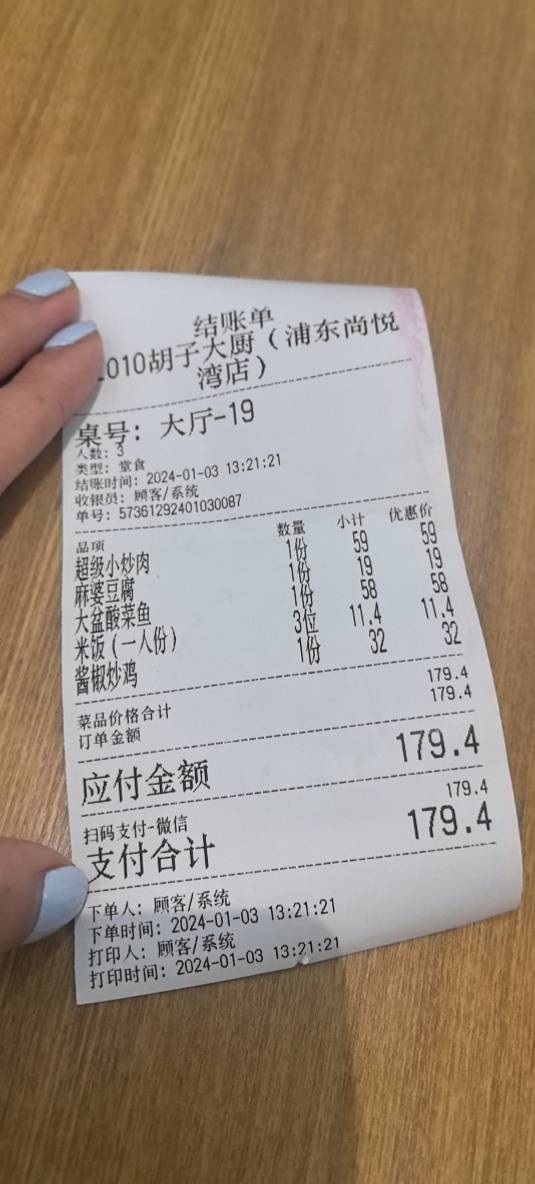 结账单
010胡子大厨（浦东尚悦
湾店）
桌号: 大厅-19
人数: 3
类型: 堂食
结账时间: 2024-01-03 13:21:21
收银员: 顾客/系统
单号: 57361292401030087
品项 数量 小计 优惠价
超级小炒肉 1份 59 59
麻婆豆腐 1份 19 19
大盆酸菜鱼 1份 58 58
米饭（一人份） 3位 11.4 11.4
酱椒炒鸡 1份 32 32
菜品价格合计 179.4
订单金额 179.4
应付金额 179.4
扫码支付-微信 179.4
支付合计 179.4
下单人: 顾客/系统
下单时间: 2024-01-03 13:21:21
打印人: 顾客/系统
打印时间: 2024-01-03 13:21:21